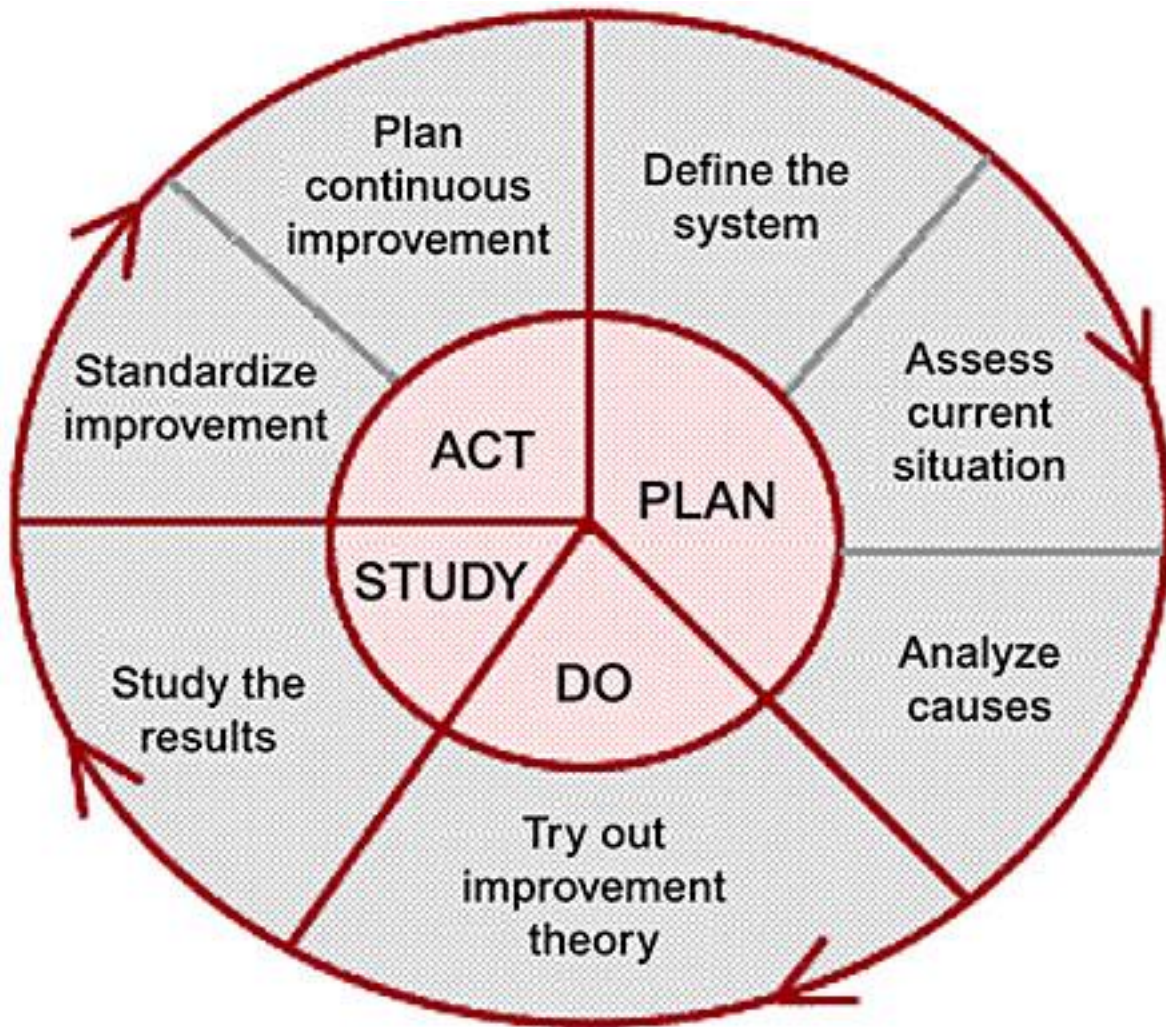 Plan
continuous
improvement
Define the
system
Assess
current
situation
Analyze
causes
Try out
improvement
theory
Study the
results
Standardize
improvement
ACT
PLAN
STUDY
DO